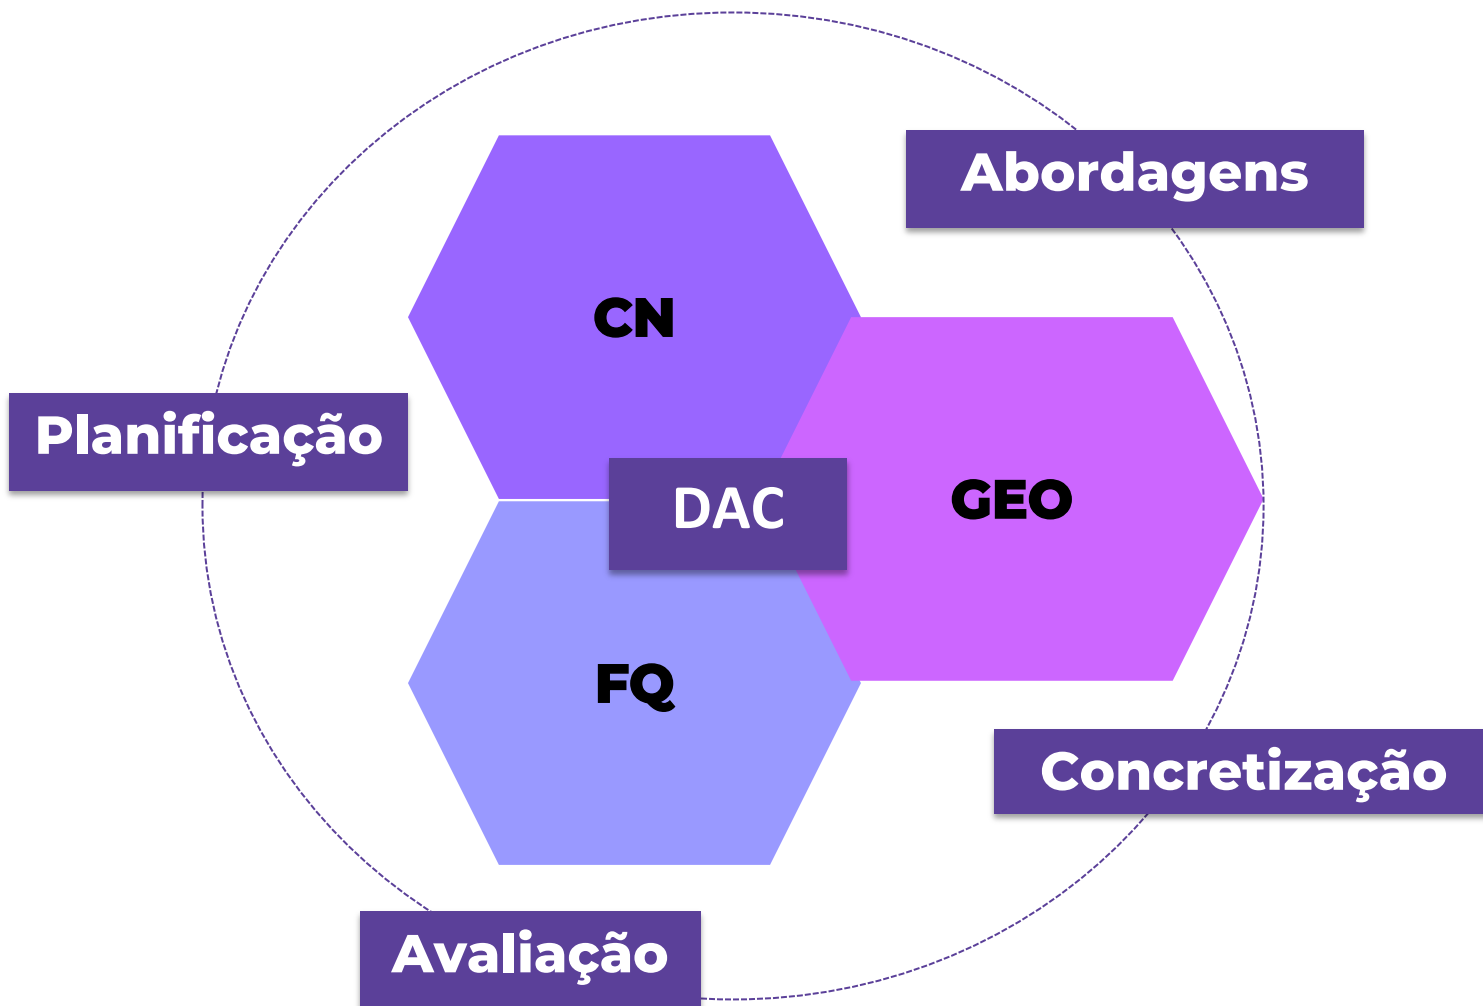 Abordagens
CN
Planificação
DAC
GEO
FQ
Concretização
Avaliação